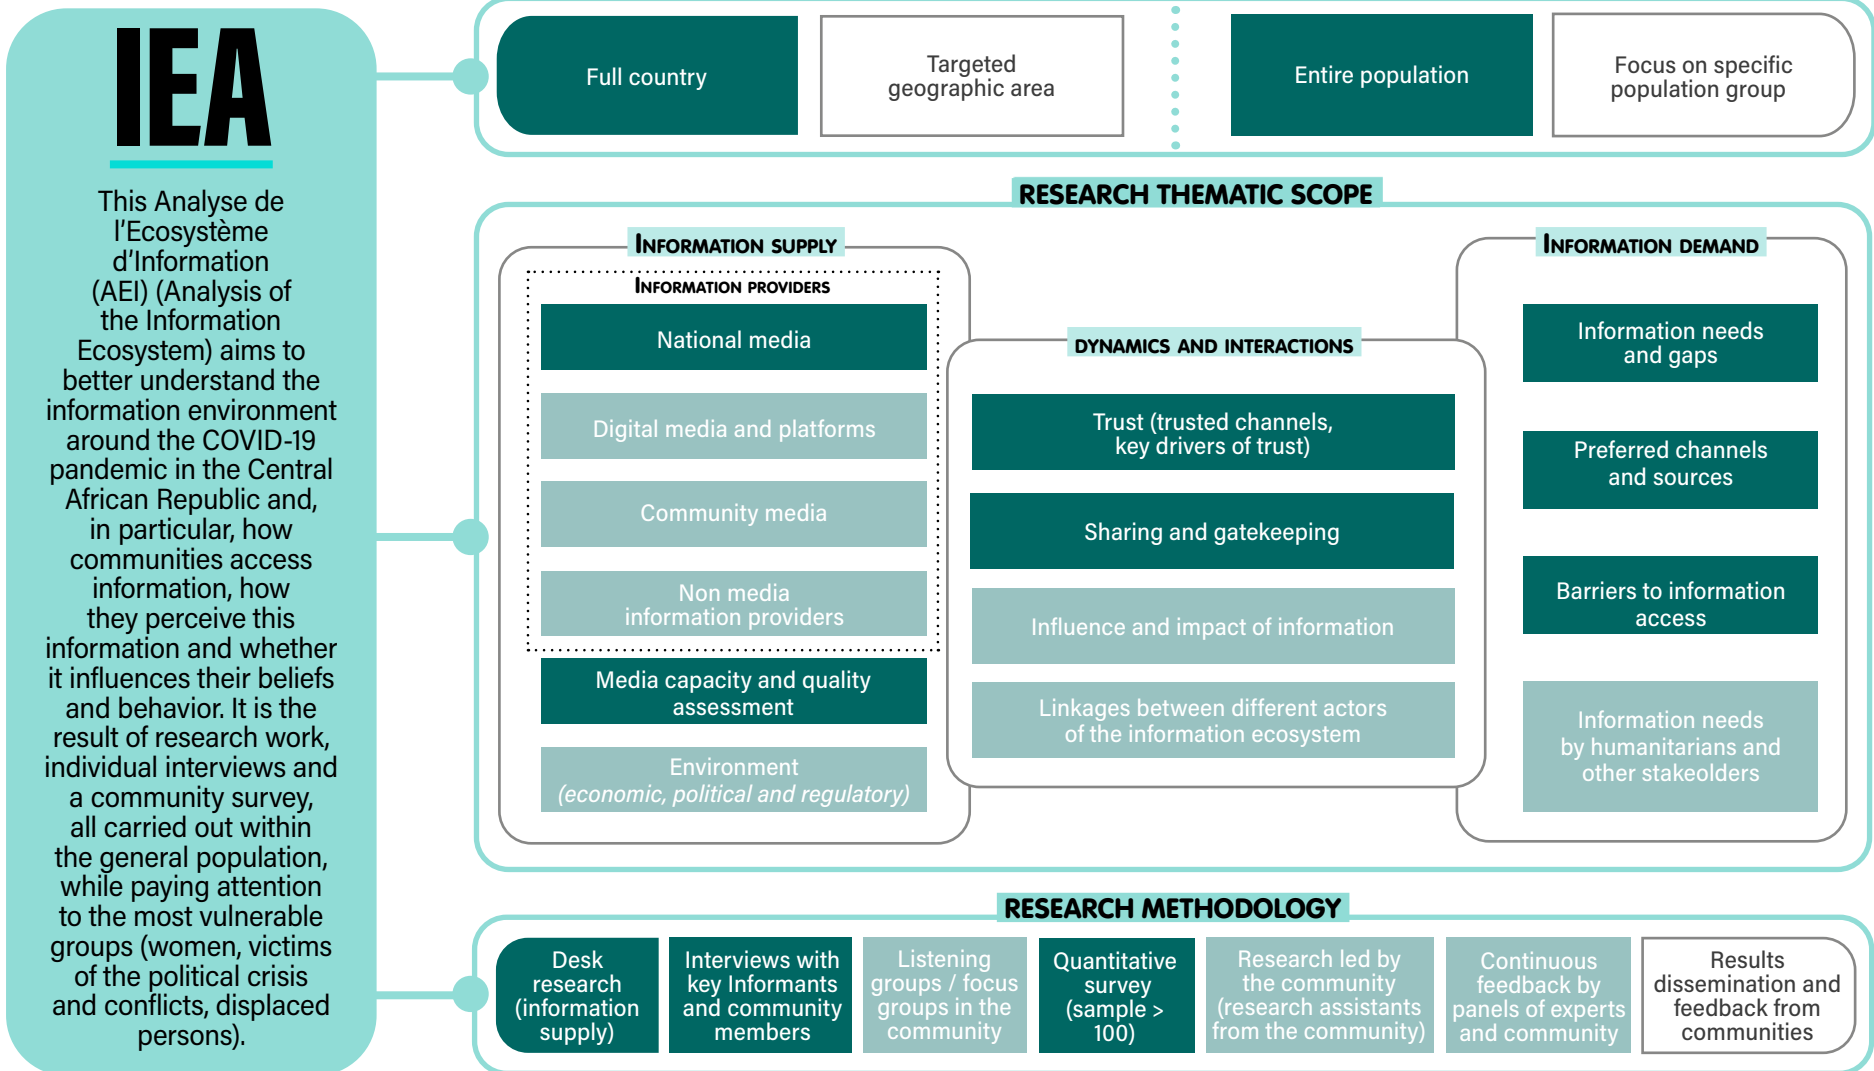 IEA
This Analyse de
l'Ecosystème
d'Information
(AEI) (Analysis of
the Information
Ecosystem) aims to
better understand the
information environment
around the COVID-19
pandemic in the Central
African Republic and,
in particular, how
communities access
information, how
they perceive this
information and whether
it influences their beliefs
and behavior. It is the
result of research work,
individual interviews and
a community survey,
all carried out within
the general population,
while paying attention
to the most vulnerable
groups (women, victims
of the political crisis
and conflicts, displaced
persons).
Full country
Targeted
geographic area
Entire population
Focus on specific
population group
RESEARCH THEMATIC SCOPE
INFORMATION SUPPLY
INFORMATION PROVIDERS
National media
Digital media and platforms
Community media
Non media
information providers
Media capacity and quality
assessment
Environment
(economic, political and regulatory)
DYNAMICS AND INTERACTIONS
Trust (trusted channels,
key drivers of trust)
Sharing and gatekeeping
Influence and impact of information
Linkages between different actors
of the information ecosystem
INFORMATION DEMAND
Information needs
and gaps
Preferred channels
and sources
Barriers to information
access
Information needs
by humanitarians and
other stakeolders
RESEARCH METHODOLOGY
Desk
research
(information
supply)
Interviews with
key Informants
and community
members
Listening
groups / focus
groups in the
community
Quantitative
survey
(sample >
100)
Research led by
the community
(research assistants
from the community)
Continuous
feedback by
panels of experts
and community
Results
dissemination and
feedback from
communities